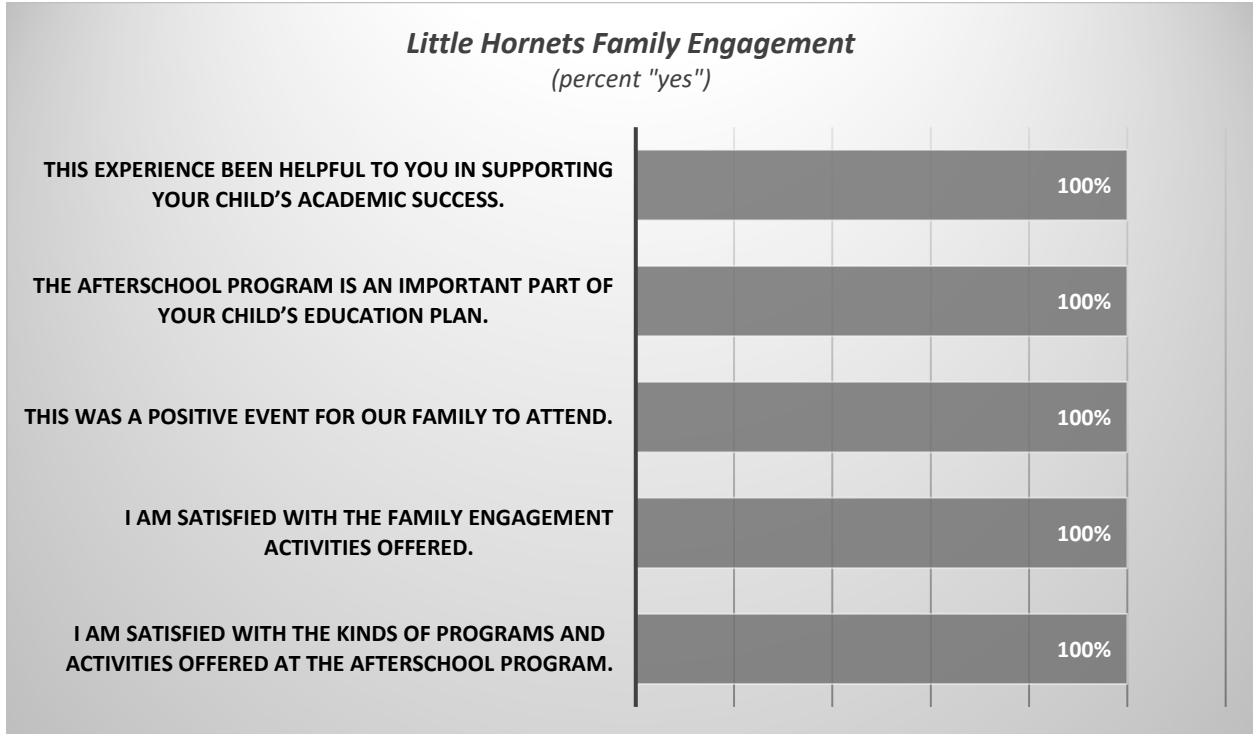 Little Hornets Family Engagement
(percent "yes")
THIS EXPERIENCE BEEN HELPFUL TO YOU IN SUPPORTING
YOUR CHILD’S ACADEMIC SUCCESS.
100%
THE AFTERSCHOOL PROGRAM IS AN IMPORTANT PART OF
YOUR CHILD’S EDUCATION PLAN.
100%
THIS WAS A POSITIVE EVENT FOR OUR FAMILY TO ATTEND.
100%
I AM SATISFIED WITH THE FAMILY ENGAGEMENT
ACTIVITIES OFFERED.
100%
I AM SATISFIED WITH THE KINDS OF PROGRAMS AND
ACTIVITIES OFFERED AT THE AFTERSCHOOL PROGRAM.
100%